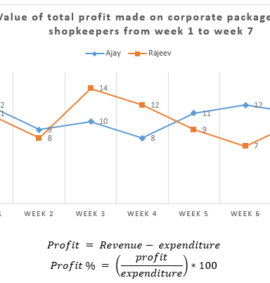 Value of total profit made on corporate package
shopkeepers from week 1 to week 7
Ajay Rajeev
14
12 12
11
10
9 9
8 8
7
WEEK 2 WEEK 3 WEEK 4 WEEK 5 WEEK 6
Profit = Revenue − expenditure
Profit % = (profit/expenditure) * 100